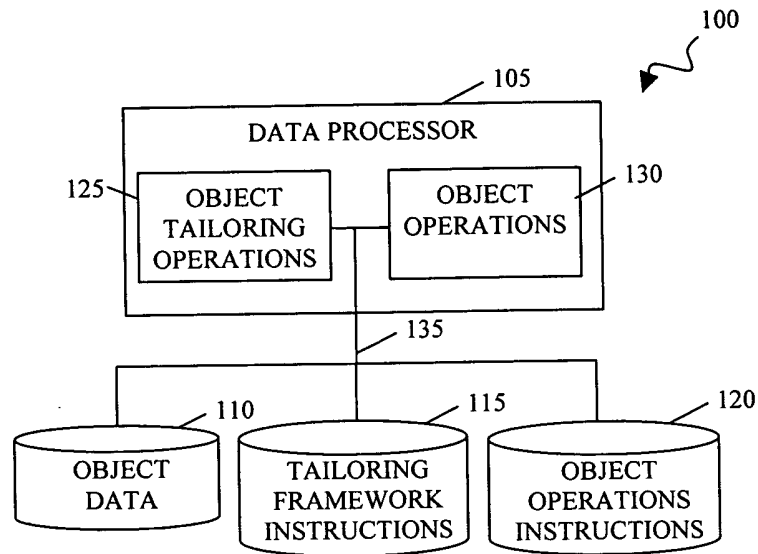 100
105
DATA PROCESSOR
125
OBJECT
TAILORING
OPERATIONS
OBJECT
OPERATIONS
130
135
110
OBJECT
DATA
115
TAILORING
FRAMEWORK
INSTRUCTIONS
120
OBJECT
OPERATIONS
INSTRUCTIONS